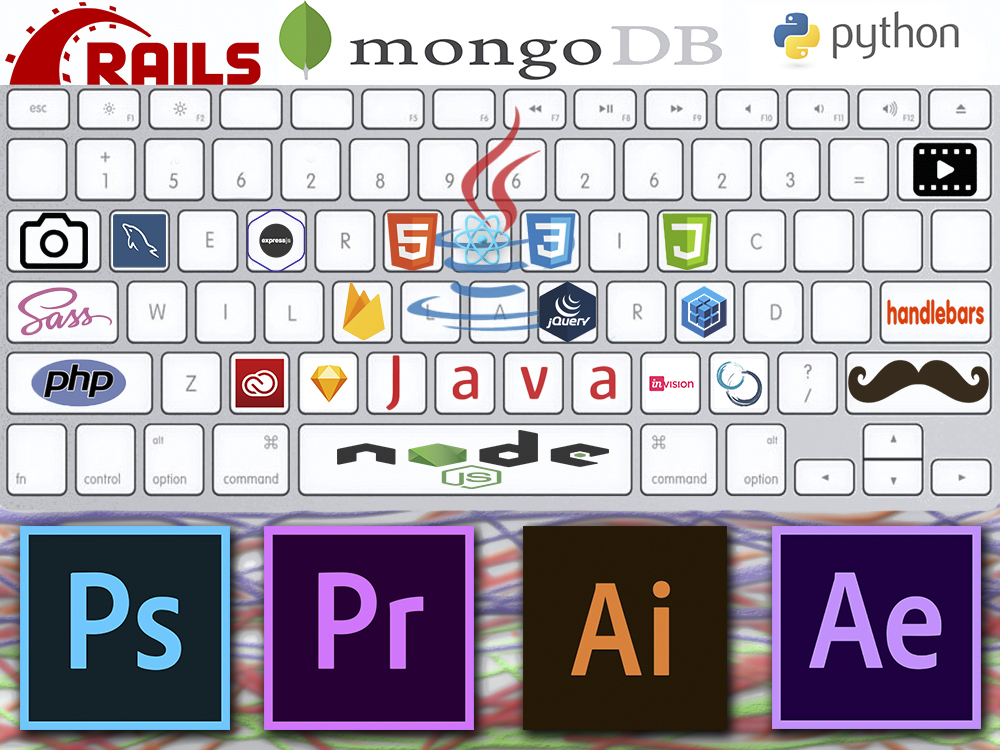 RAILS mongoDB python
esc F1 F2 F5 F6 F7 F8 F9 F10 F11 F12
+ 1 5 6 2 8 9 6 2 6 2 3 =
E expressjs R 5 3 I J C
Sass W I L L A jQuery R D handlebars
php Z J a v a inVISION ? /
fn control alt option ⌘ command node JS ⌘ command alt option
Ps Pr Ai Ae